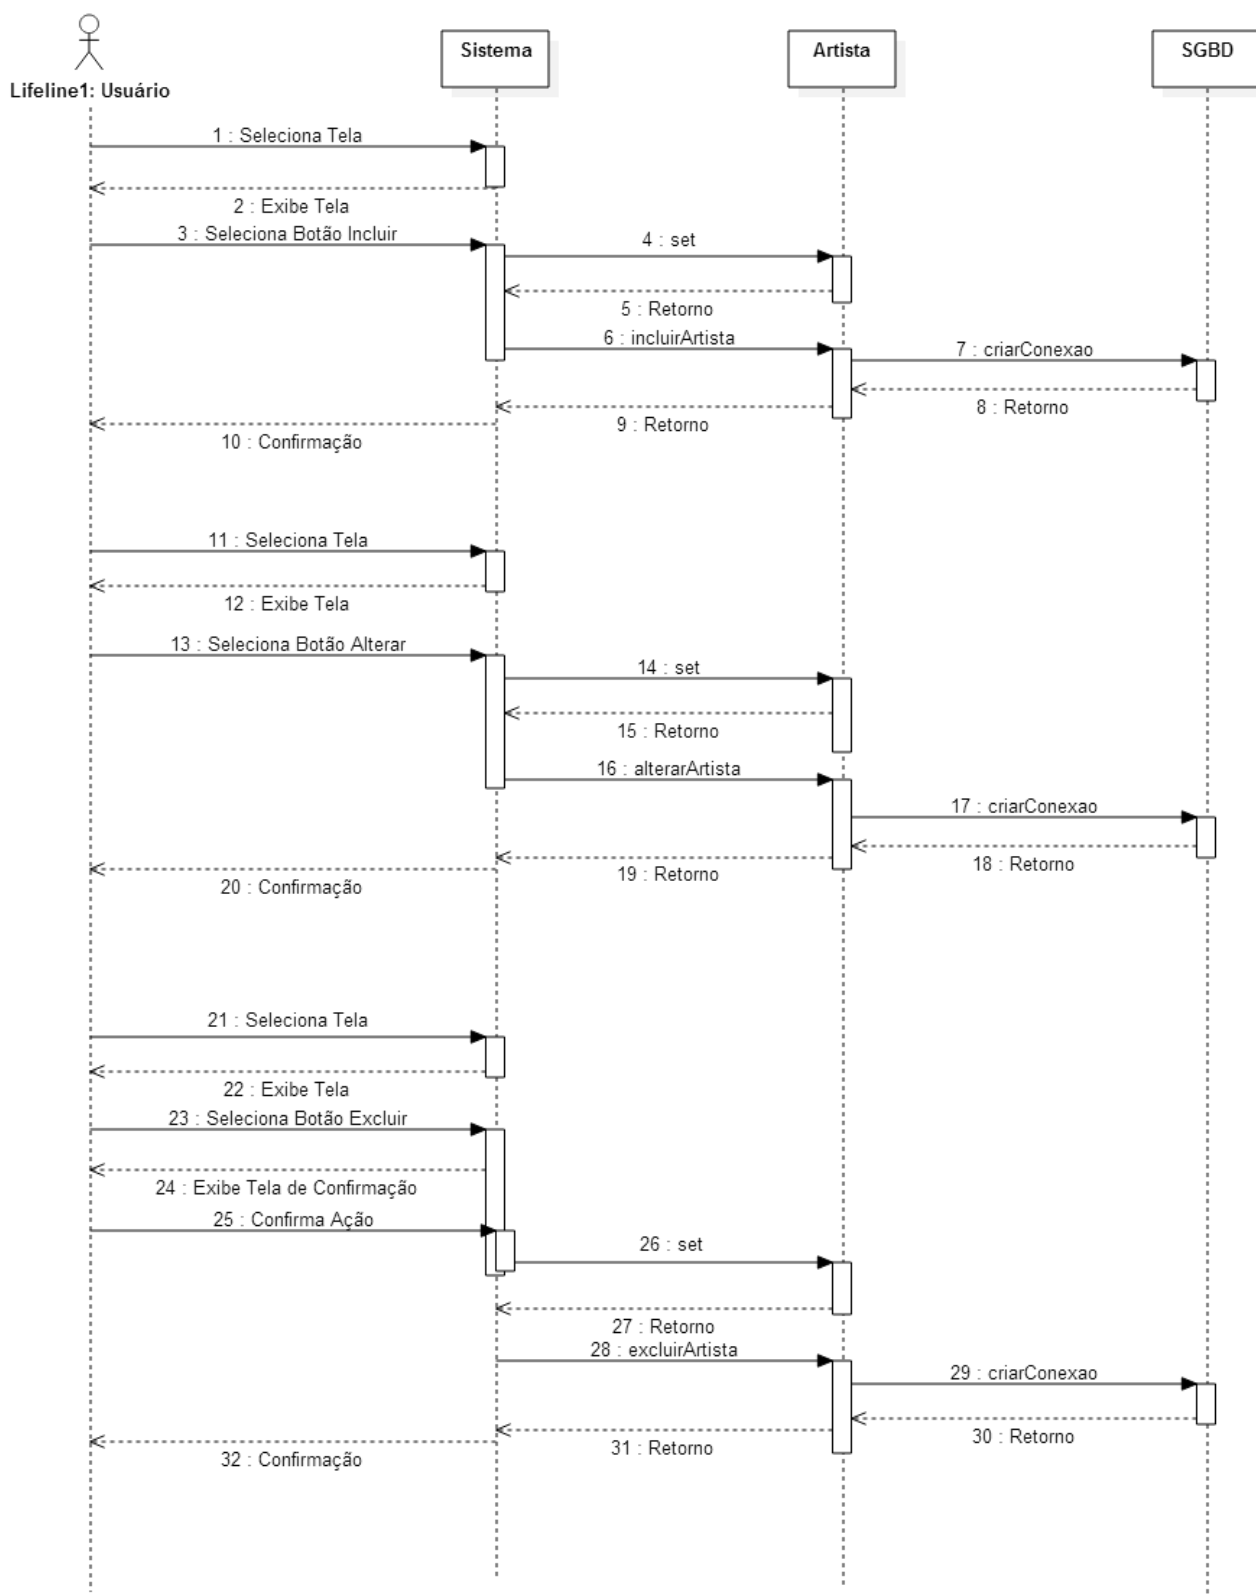 Lifeline1: Usuário
Sistema
Artista
SGBD
1 : Seleciona Tela
2 : Exibe Tela
3 : Seleciona Botão Incluir
4 : set
5 : Retorno
6 : incluirArtista
7 : criarConexao
8 : Retorno
9 : Retorno
10 : Confirmação
11 : Seleciona Tela
12 : Exibe Tela
13 : Seleciona Botão Alterar
14 : set
15 : Retorno
16 : alterarArtista
17 : criarConexao
18 : Retorno
19 : Retorno
20 : Confirmação
21 : Seleciona Tela
22 : Exibe Tela
23 : Seleciona Botão Excluir
24 : Exibe Tela de Confirmação
25 : Confirma Ação
26 : set
27 : Retorno
28 : excluirArtista
29 : criarConexao
30 : Retorno
31 : Retorno
32 : Confirmação